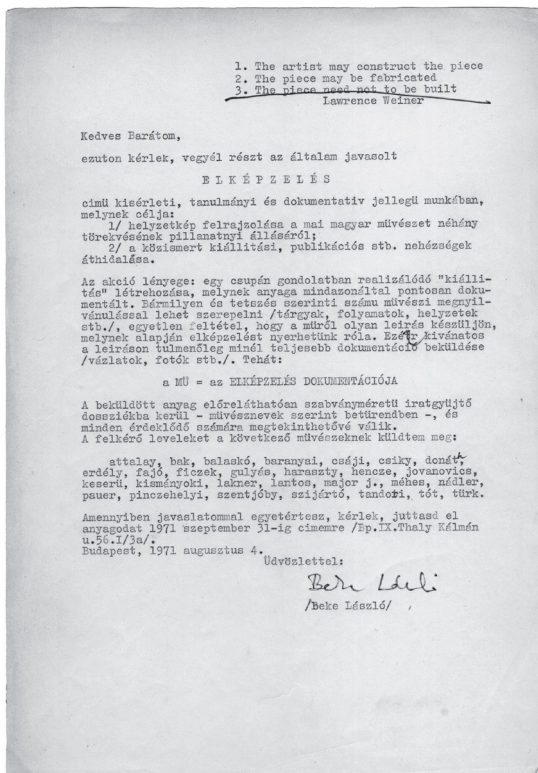 1. The artist may construct the piece
2. The piece may be fabricated
3. The piece need not to be built
Lawrence Weiner
Kedves Barátom,
ezuton kérlek, vegyél részt az általam javasolt
E L K É P Z E L É S
cimü kisérleti, tanulmányi és dokumentativ jellegü munkában,
melynek célja:
1/ helyzetkép felrajzolása a mai magyar müvészet néhány
törekvésének pillanatnyi állásáról;
2/ a közismert kiállitási, publikációs stb. nehézségek
áthidalása.
Az akció lényege: egy csupán gondolatban realizálódó "kiálli-
tás" létrehozása, melynek anyaga mindazonáltal pontosan doku-
mentált. Bármilyen és tetszés szerinti számu müvészi megnyil-
vánulással lehet szerepelni /tárgyak, folyamatok, helyzetek
stb./, egyetlen feltétel, hogy a müről olyan leirás készüljön,
melynek alapján elképzelést nyerhetünk róla. Ezért kivánatos
a leiráson tulmenőleg minél teljesebb dokumentáció beküldése
/vázlatok, fotók stb./. Tehát:
a MÜ = az ELKÉPZELÉS DOKUMENTÁCIÓJA
A beküldött anyag előreláthatóan szabványméretü iratgyüjtő
dossziékba kerül - müvésznevek szerint betürendben -, és
minden érdeklődő számára megtekinthetővé válik.
A felkérő leveleket a következő müvészeknek küldtem meg:
attalay, bak, balaskó, baranyai, csáji, csiky, donáth,
erdély, fajó, ficzek, gulyás, haraszty, hencze, jovanovics,
keserü, kismányoki, lakner, lantos, major j., méhes, nádler,
pauer, pinczehelyi, szentjóby, szijártó, tandori, tót, türk.
Amennyiben javaslatommal egyetértesz, kérlek, juttasd el
anyagodat 1971 szeptember 31-ig cimemre /Bp.IX.Thaly Kálmán
u.56.I/3a/.
Budapest, 1971 augusztus 4.
Üdvözlettel:
Beke László
/Beke László/